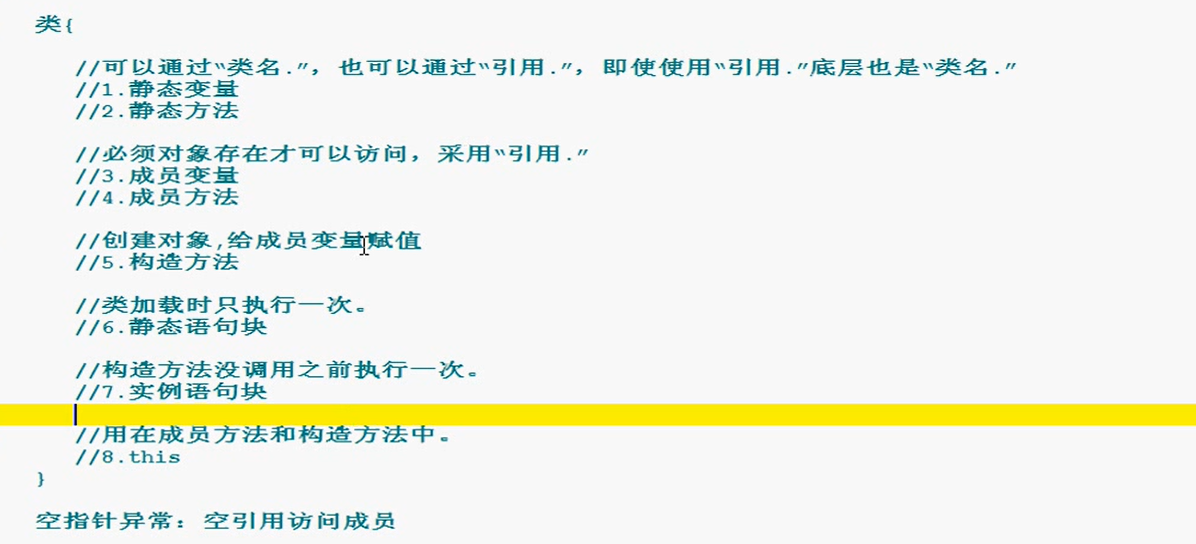 类{
//可以通过“类名.”，也可以通过“引用.”，即使使用“引用.”底层也是“类名.”
//1.静态变量
//2.静态方法
//必须对象存在才可以访问，采用“引用.”
//3.成员变量
//4.成员方法
//创建对象,给成员变量赋值
//5.构造方法
//类加载时只执行一次。
//6.静态语句块
//构造方法没调用之前执行一次。
//7.实例语句块
//用在成员方法和构造方法中。
//8.this
}
空指针异常：空引用访问成员